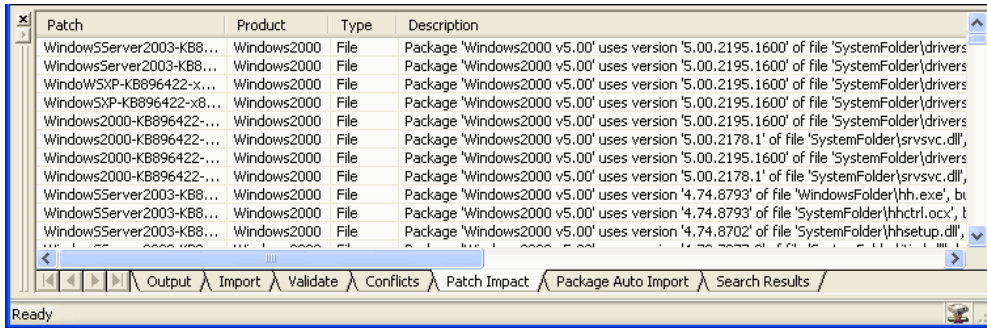 Patch Product Type Description
WindowSServer2003-KB8... Windows2000 File Package 'Windows2000 v5.00' uses version '5.00.2195.1600' of file 'SystemFolder\drivers
WindowsServer2003-KB8... Windows2000 File Package 'Windows2000 v5.00' uses version '5.00.2195.1600' of file 'SystemFolder\drivers
WindoWSXP-KB896422-x... Windows2000 File Package 'Windows2000 v5.00' uses version '5.00.2195.1600' of file 'SystemFolder\drivers
WindowSXP-KB896422-x8... Windows2000 File Package 'Windows2000 v5.00' uses version '5.00.2195.1600' of file 'SystemFolder\drivers
Windows2000-KB896422-... Windows2000 File Package 'Windows2000 v5.00' uses version '5.00.2195.1600' of file 'SystemFolder\drivers
Windows2000-KB896422-... Windows2000 File Package 'Windows2000 v5.00' uses version '5.00.2178.1' of file 'SystemFolder\srvsvc.dll',
Windows2000-KB896422-... Windows2000 File Package 'Windows2000 v5.00' uses version '5.00.2195.1600' of file 'SystemFolder\drivers
Windows2000-KB896422-... Windows2000 File Package 'Windows2000 v5.00' uses version '5.00.2178.1' of file 'SystemFolder\srvsvc.dll',
WindowSServer2003-KB8... Windows2000 File Package 'Windows2000 v5.00' uses version '4.74.8793' of file 'WindowsFolder\hh.exe', bu
WindowSServer2003-KB8... Windows2000 File Package 'Windows2000 v5.00' uses version '4.74.8793' of file 'SystemFolder\hhctrl.ocx', b
WindowSServer2003-KB8... Windows2000 File Package 'Windows2000 v5.00' uses version '4.74.8702' of file 'SystemFolder\hhsetup.dll',
Output Import Validate Conflicts Patch Impact Package Auto Import Search Results
Ready